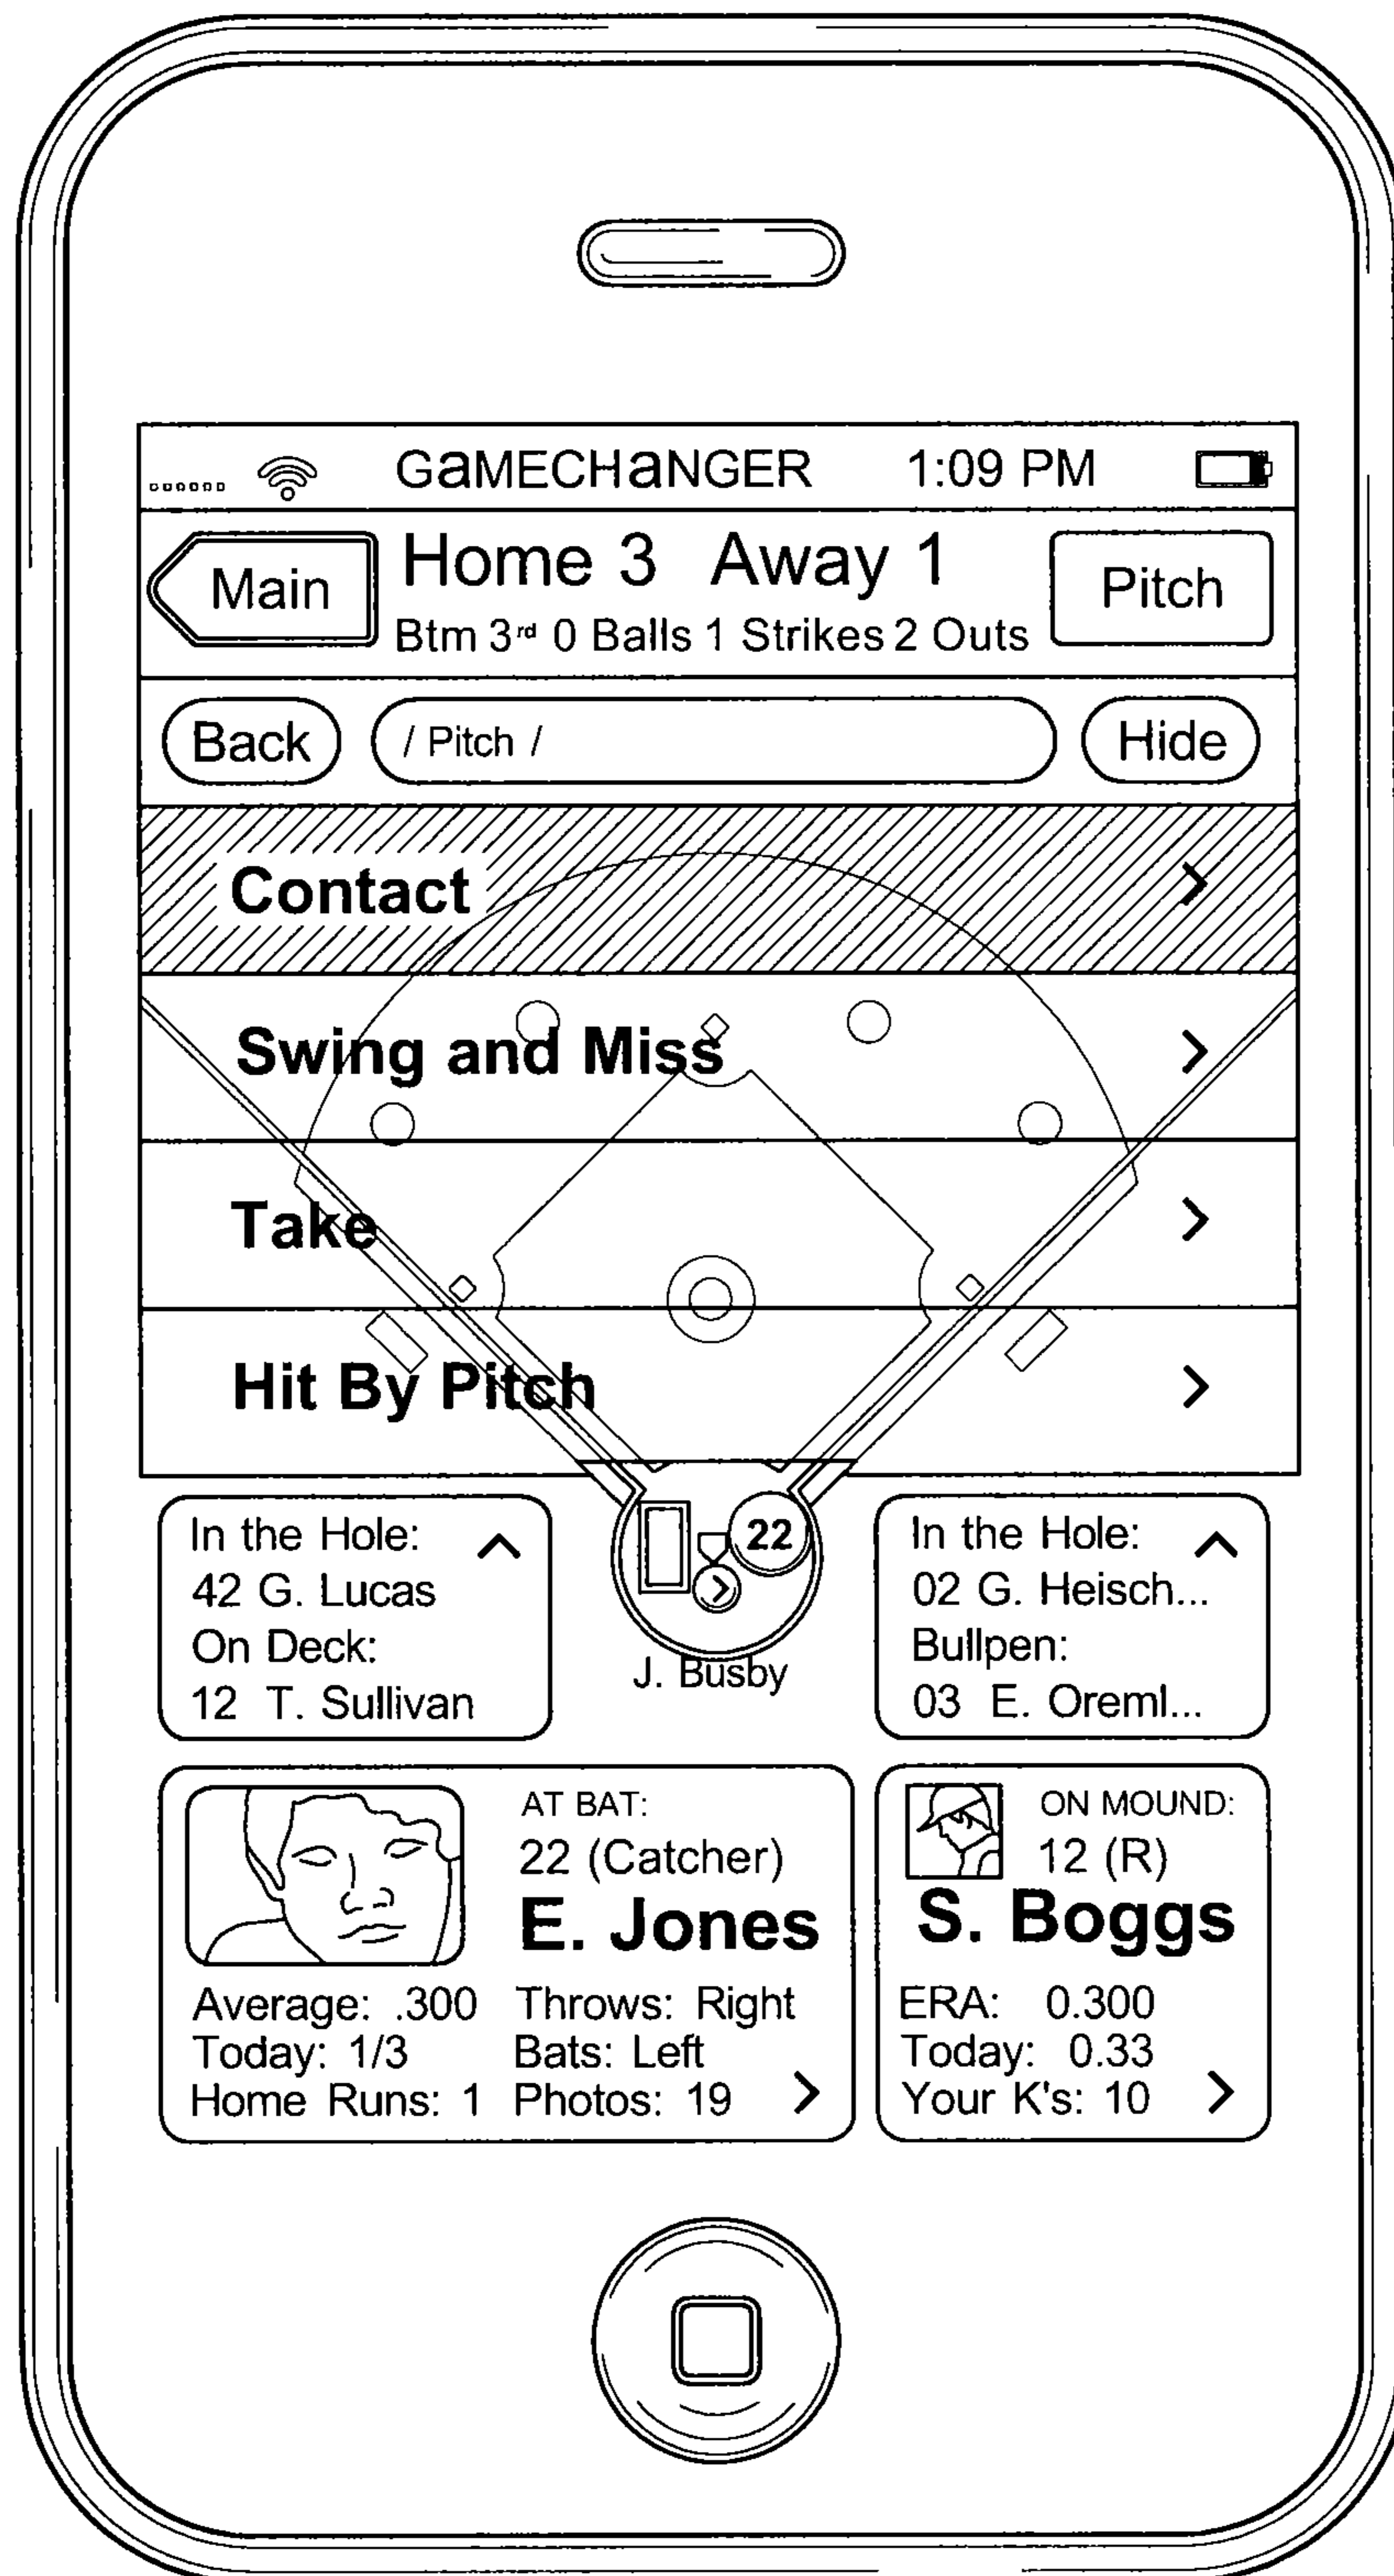 GaMECHaNGER 1:09 PM
Main
Home 3 Away 1
Btm 3rd 0 Balls 1 Strikes 2 Outs
Pitch
Back
/ Pitch /
Hide
Contact
Swing and Miss
Take
Hit By Pitch
In the Hole:
42 G. Lucas
On Deck:
12 T. Sullivan
22
J. Busby
In the Hole:
02 G. Heisch...
Bullpen:
03 E. Oreml...
AT BAT:
22 (Catcher)
E. Jones
Average: .300 Throws: Right
Today: 1/3 Bats: Left
Home Runs: 1 Photos: 19
ON MOUND:
12 (R)
S. Boggs
ERA: 0.300
Today: 0.33
Your K's: 10